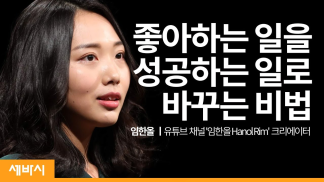 좋아하는 일을
성공하는 일로
바꾸는 비법
임한올 | 유튜브 채널 '임한올 Hanol Rim' 크리에이터
세바시